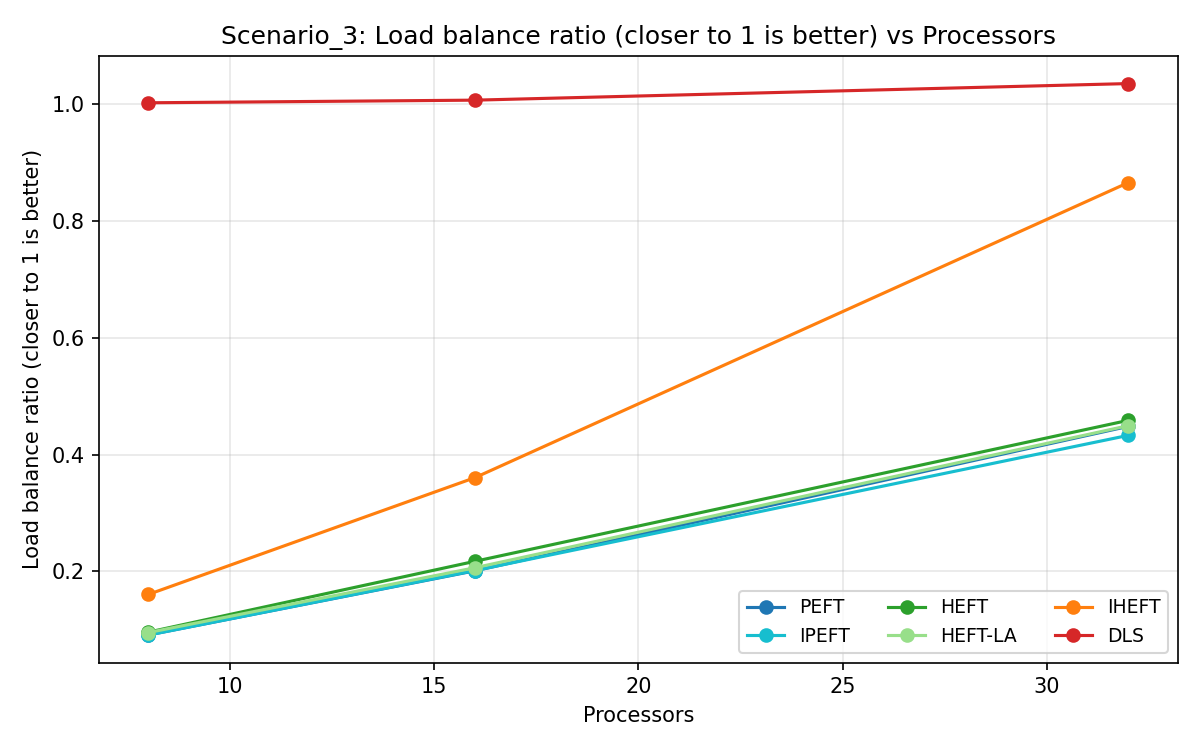 Scenario_3: Load balance ratio (closer to 1 is better) vs Processors
Load balance ratio (closer to 1 is better)
1.0
0.8
0.6
0.4
0.2
10 15 20 25 30
Processors
PEFT HEFT IHEFT
IPEFT HEFT-LA DLS